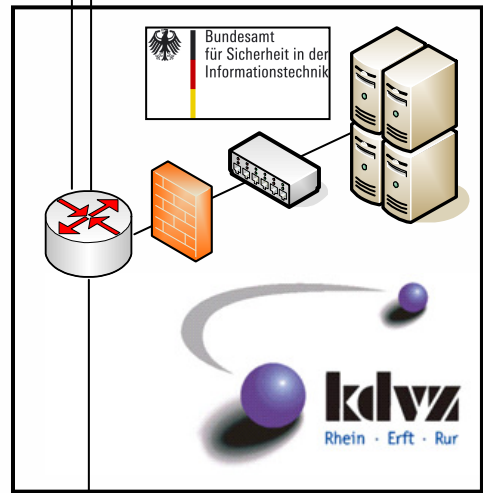 Bundesamt
für Sicherheit in der
Informationstechnik
kdvz
Rhein · Erft · Rur